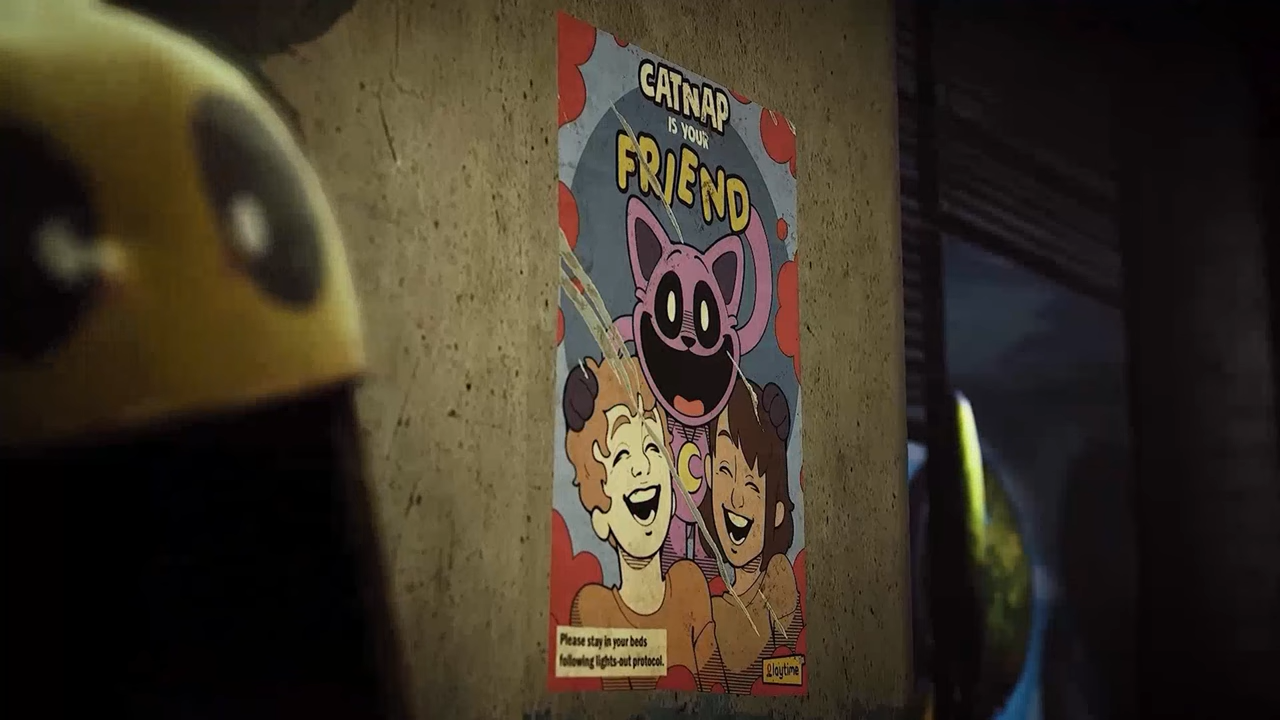 CATNAP
IS YOUR
FRIEND
Please stay in your beds
following lights-out protocol.
Playtime